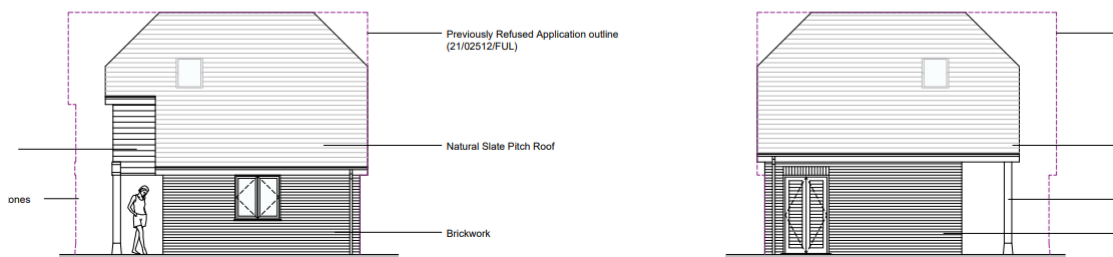 Previously Refused Application outline
(21/02512/FUL)
Natural Slate Pitch Roof
ones
Brickwork